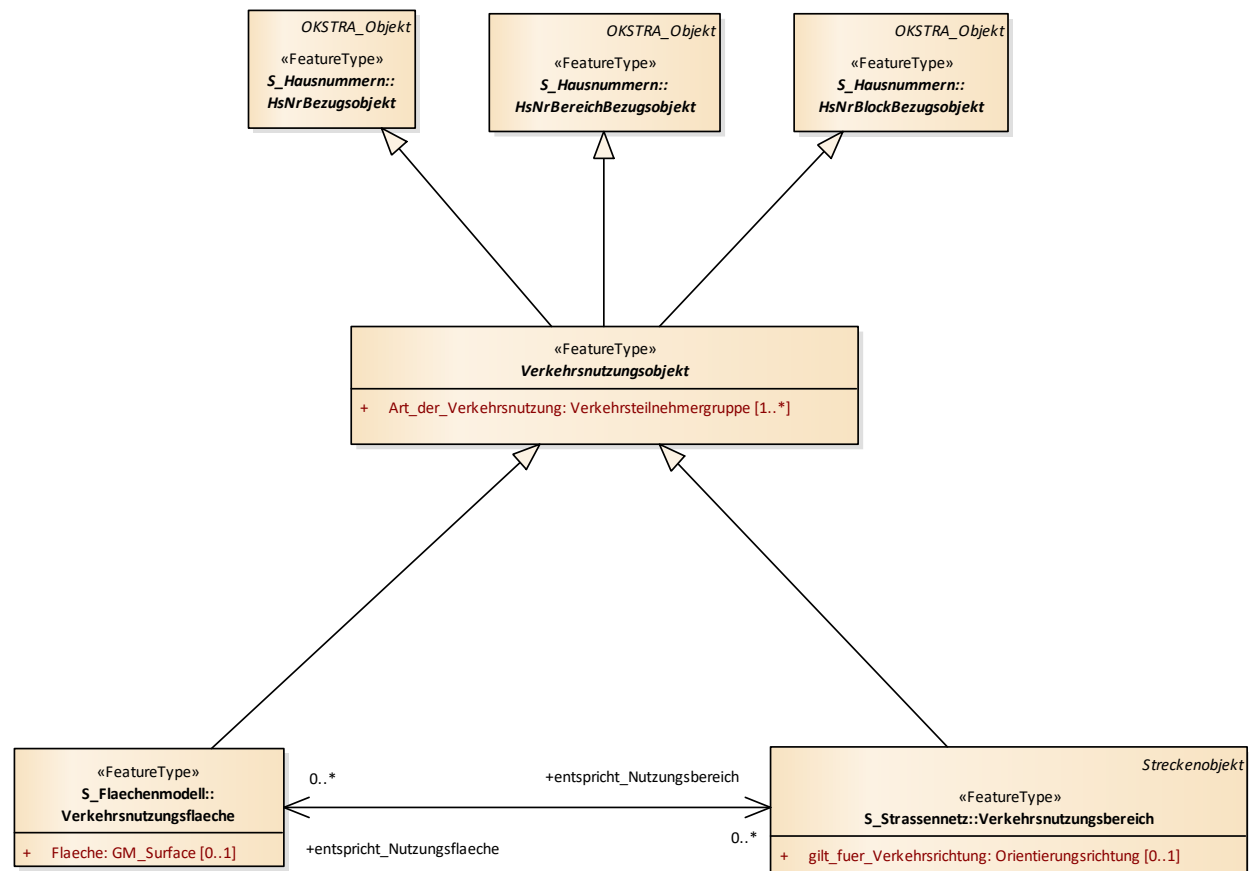 OKSTRA_Objekt
«FeatureType»
S_Hausnummern::
HsNrBezugsobjekt
OKSTRA_Objekt
«FeatureType»
S_Hausnummern::
HsNrBereichBezugsobjekt
OKSTRA_Objekt
«FeatureType»
S_Hausnummern::
HsNrBlockBezugsobjekt
«FeatureType»
Verkehrsnutzungsobjekt
+ Art_der_Verkehrsnutzung: Verkehrsteilnehmergruppe [1..*]
«FeatureType»
S_Flaechenmodell::
Verkehrsnutzungsflaeche
+ Flaeche: GM_Surface [0..1]
0..*
+entspricht_Nutzungsbereich
+entspricht_Nutzungsflaeche
0..*
Streckenobjekt
«FeatureType»
S_Strassennetz::Verkehrsnutzungsbereich
+ gilt_fuer_Verkehrsrichtung: Orientierungsrichtung [0..1]